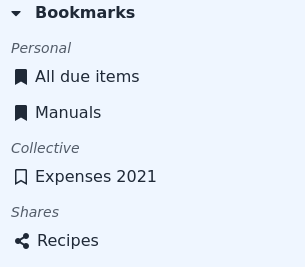 Bookmarks
Personal
All due items
Manuals
Collective
Expenses 2021
Shares
Recipes